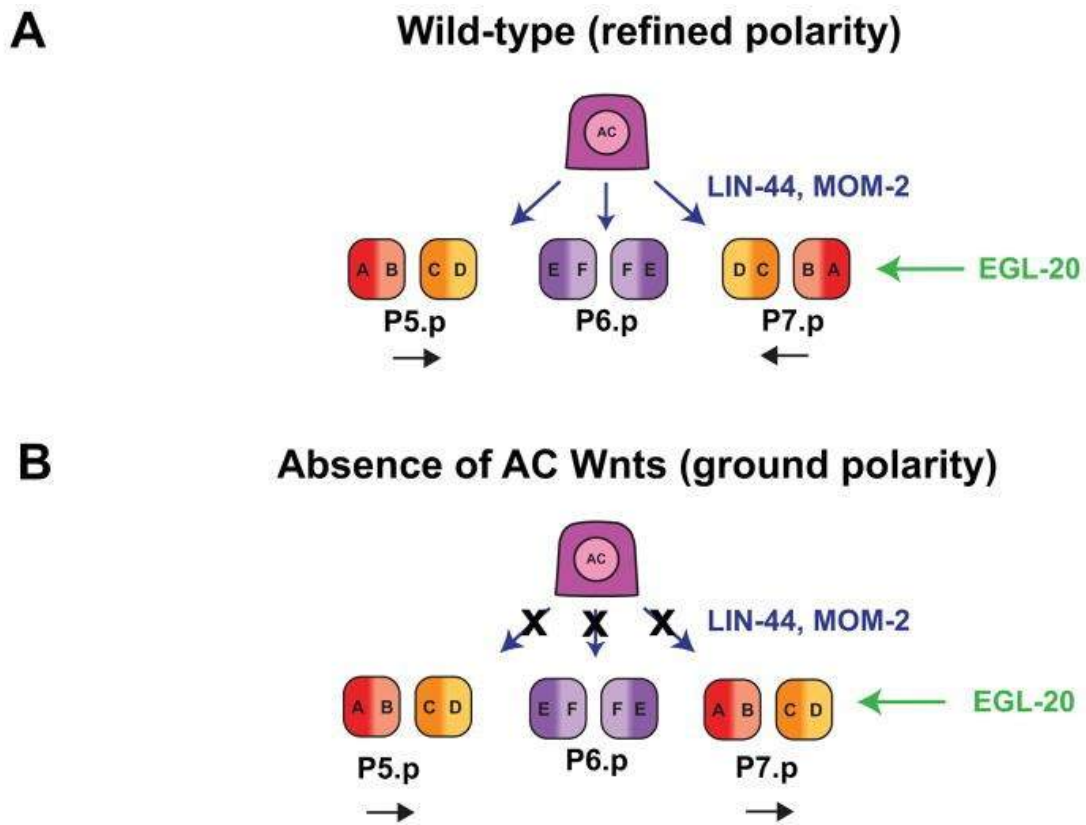 A
Wild-type (refined polarity)
AC
LIN-44, MOM-2
A B C D E F F E D C B A
EGL-20
P5.p P6.p P7.p
B
Absence of AC Wnts (ground polarity)
AC
X X X LIN-44, MOM-2
A B C D E F F E A B C D
EGL-20
P5.p P6.p P7.p